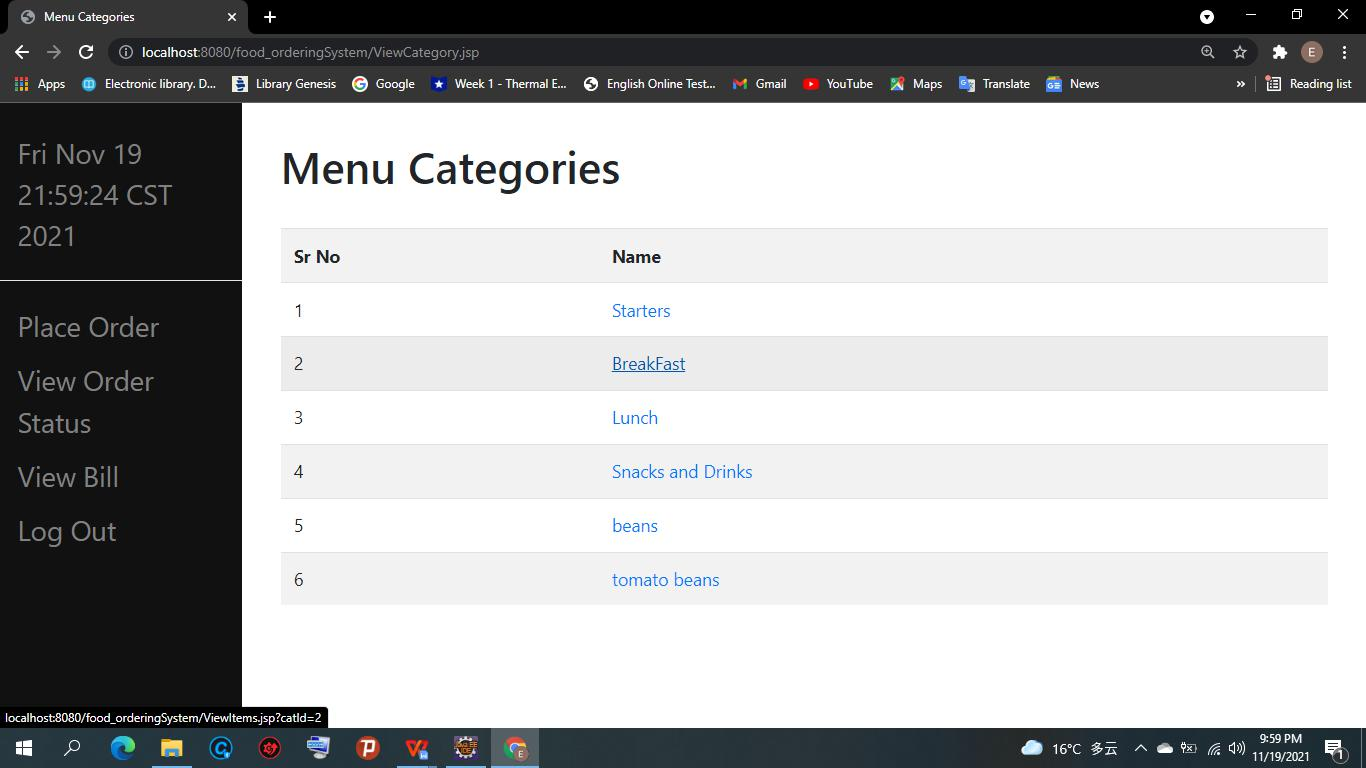 Menu Categories
localhost:8080/food_orderingSystem/ViewCategory.jsp
E
Apps
Electronic library. D...
Library Genesis
Google
Week 1 - Thermal E...
English Online Test...
Gmail
YouTube
Maps
Translate
News
»
Reading list
Fri Nov 19
21:59:24 CST
2021
Place Order
View Order
Status
View Bill
Log Out
Menu Categories
Sr No Name
1 Starters
2 BreakFast
3 Lunch
4 Snacks and Drinks
5 beans
6 tomato beans
localhost:8080/food_orderingSystem/ViewItems.jsp?catId=2
16°C 多云
9:59 PM
11/19/2021
1